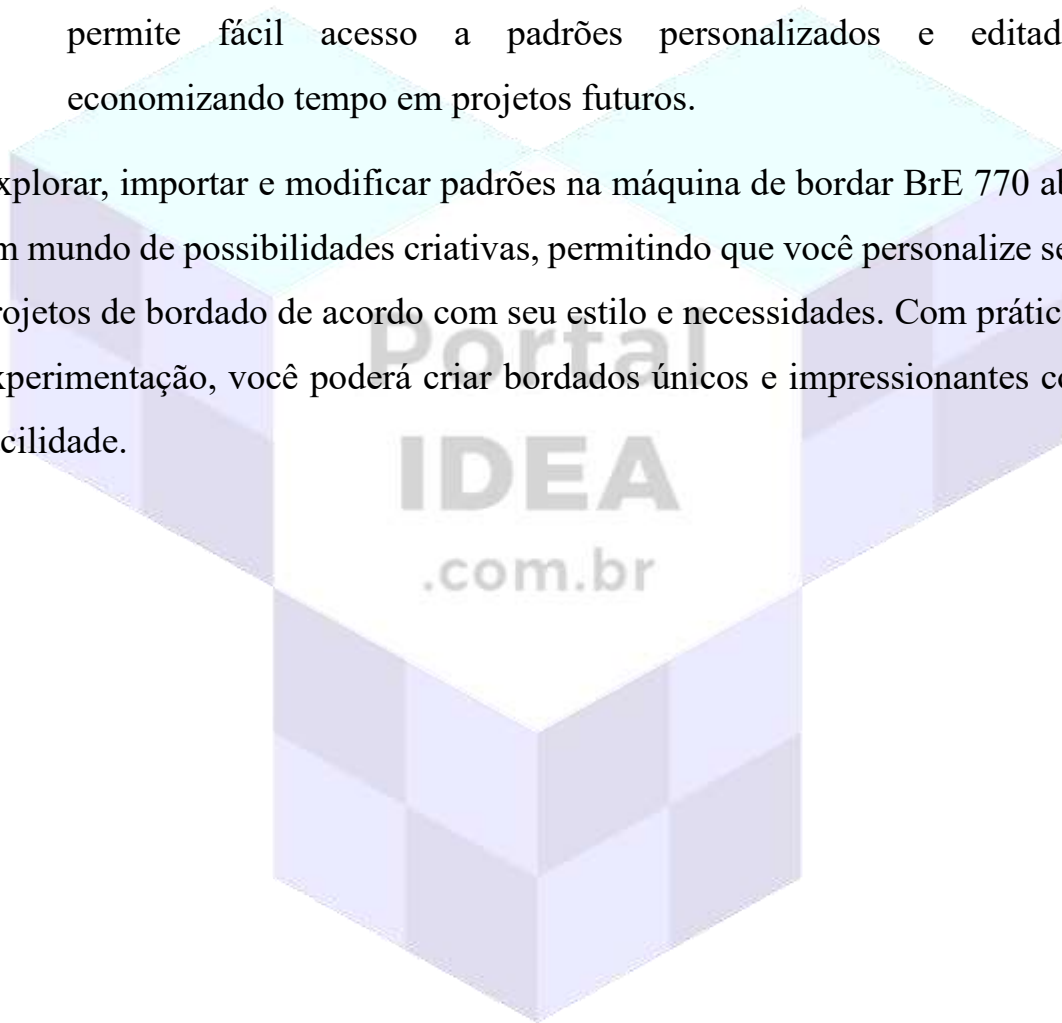 permite fácil acesso a padrões personalizados e editad
economizando tempo em projetos futuros.
xplorar, importar e modificar padrões na máquina de bordar BrE 770 ab
m mundo de possibilidades criativas, permitindo que você personalize se
rojetos de bordado de acordo com seu estilo e necessidades. Com prátic
xperimentação, você poderá criar bordados únicos e impressionantes co
cilidade.
Portal
IDEA
.com.br